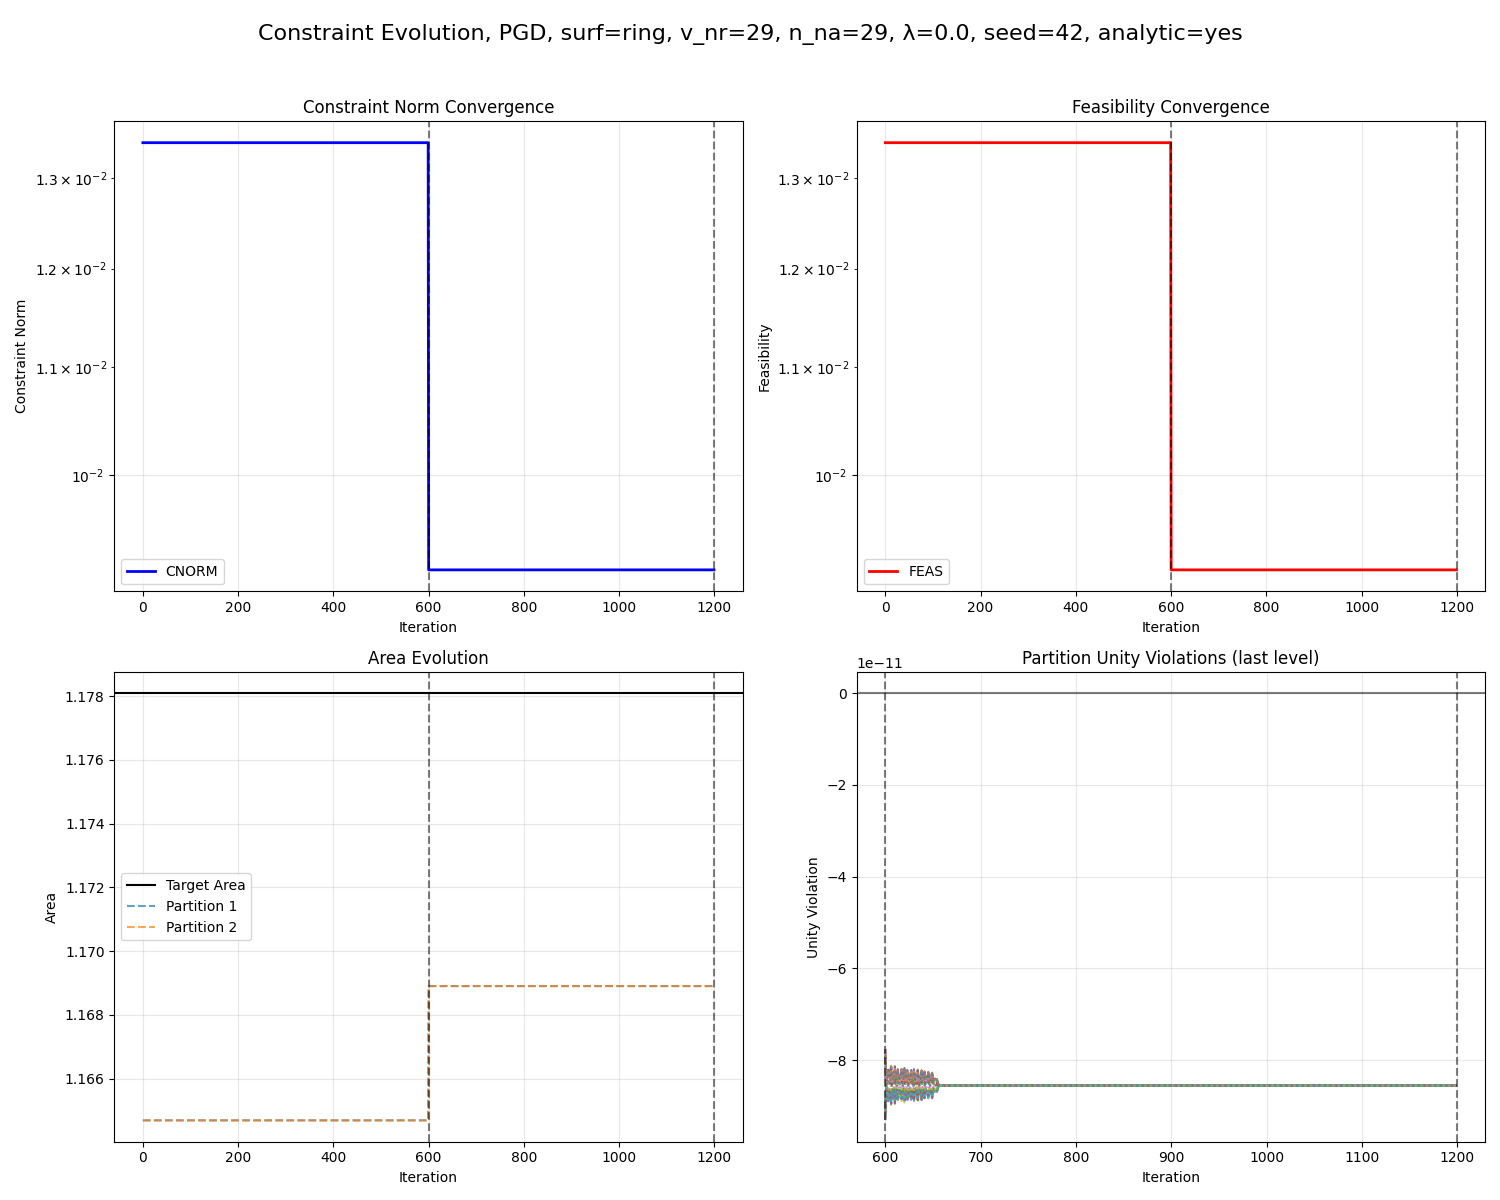 Constraint Evolution, PGD, surf=ring, v_nr=29, n_na=29, λ=0.0, seed=42, analytic=yes
Constraint Norm Convergence
1.3 × 10⁻²
1.2 × 10⁻²
1.1 × 10⁻²
10⁻²
Constraint Norm
CNORM
0 200 400 600 800 1000 1200
Iteration
Feasibility Convergence
1.3 × 10⁻²
1.2 × 10⁻²
1.1 × 10⁻²
10⁻²
Feasibility
FEAS
0 200 400 600 800 1000 1200
Iteration
Area Evolution
1.178
1.176
1.174
1.172
1.170
1.168
1.166
Area
Target Area
Partition 1
Partition 2
0 200 400 600 800 1000 1200
Iteration
Partition Unity Violations (last level)
1e−11
0
−2
−4
−6
−8
Unity Violation
600 700 800 900 1000 1100 1200
Iteration